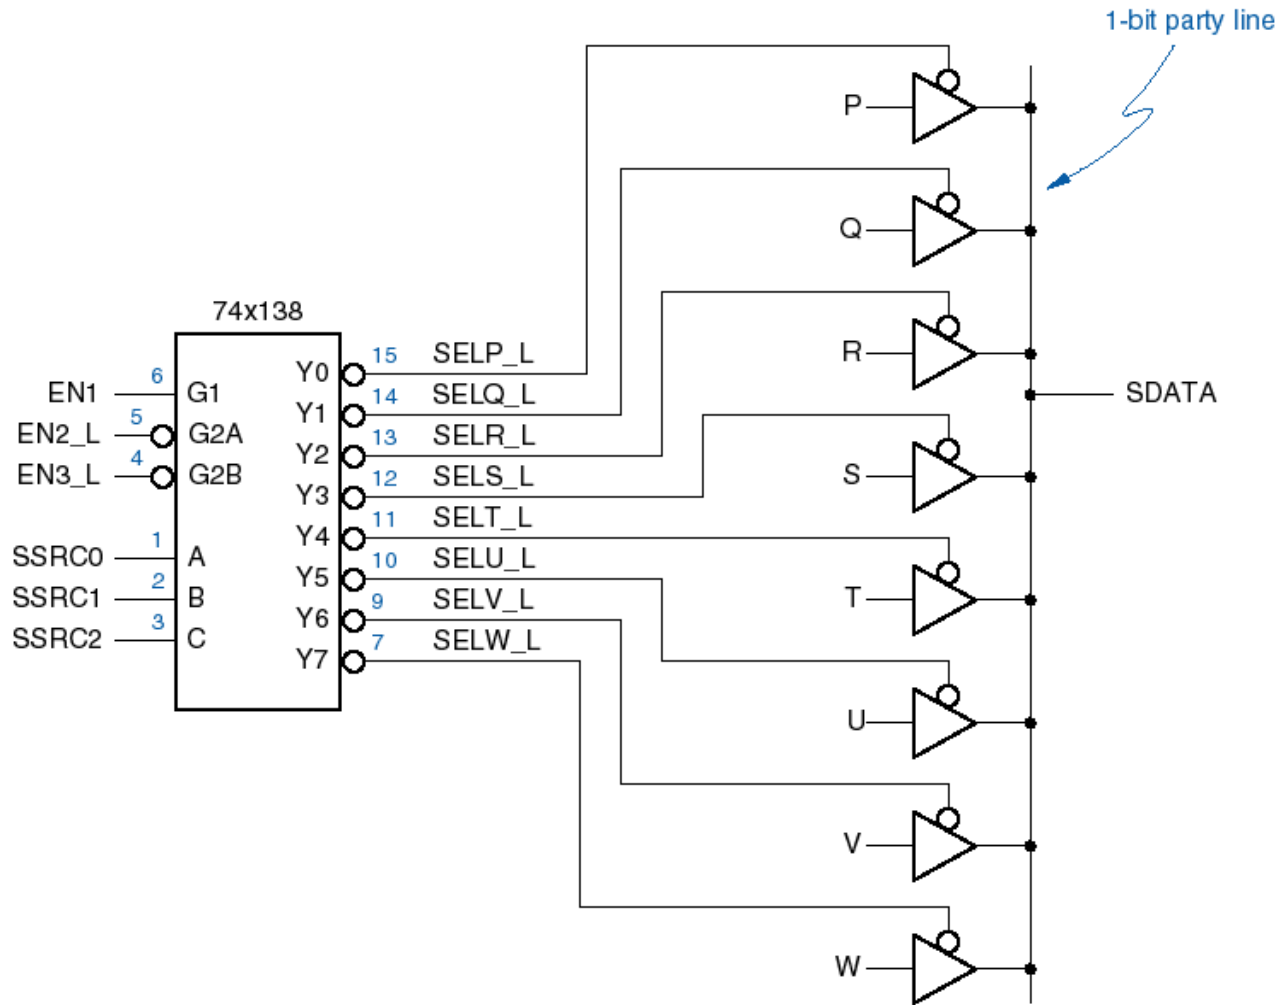 1-bit party line
P
Q
74x138
R
15 SELP_L
Y0
6
EN1 G1
14 SELQ_L
Y1
SDATA
5
EN2_L G2A
13 SELR_L
Y2
4
EN3_L G2B
12 SELS_L
Y3
S
11 SELT_L
Y4
1
SSRC0 A
10 SELU_L
Y5
2
SSRC1 B
9 SELV_L
Y6
T
3
SSRC2 C
7 SELW_L
Y7
U
V
W